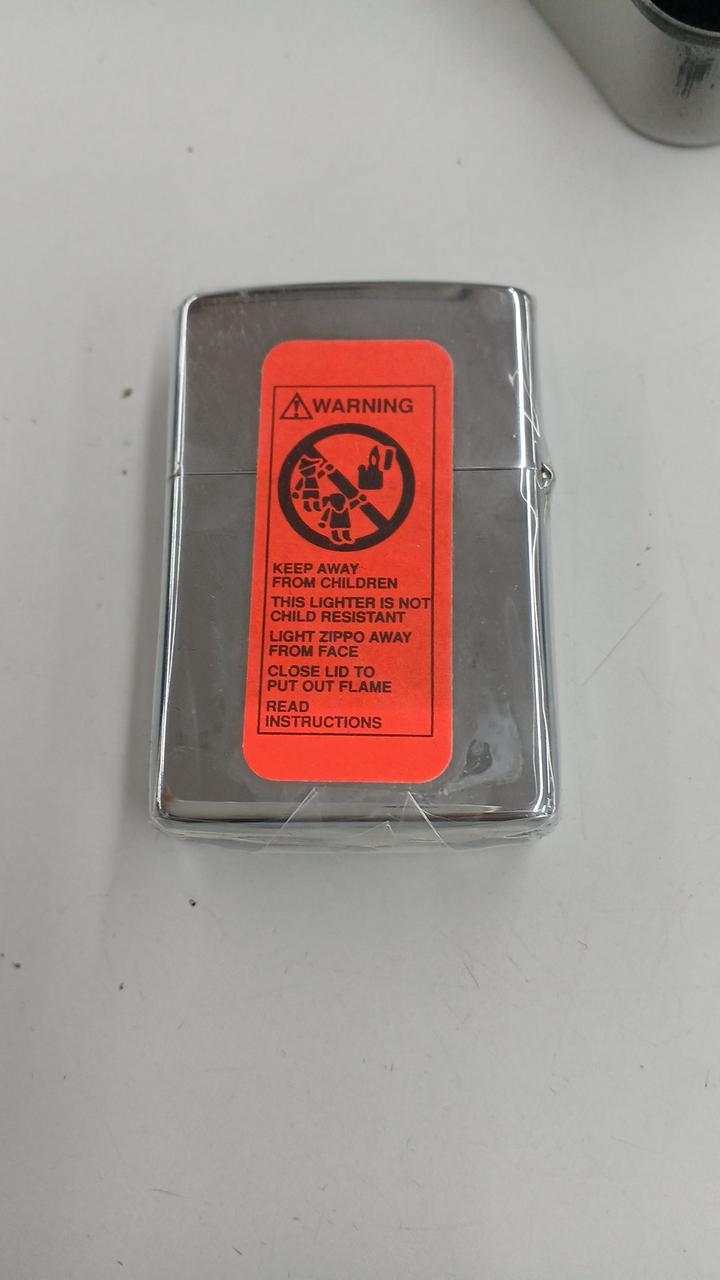 WARNING
KEEP AWAY
FROM CHILDREN
THIS LIGHTER IS NOT
CHILD RESISTANT
LIGHT ZIPPO AWAY
FROM FACE
CLOSE LID TO
PUT OUT FLAME
READ
INSTRUCTIONS